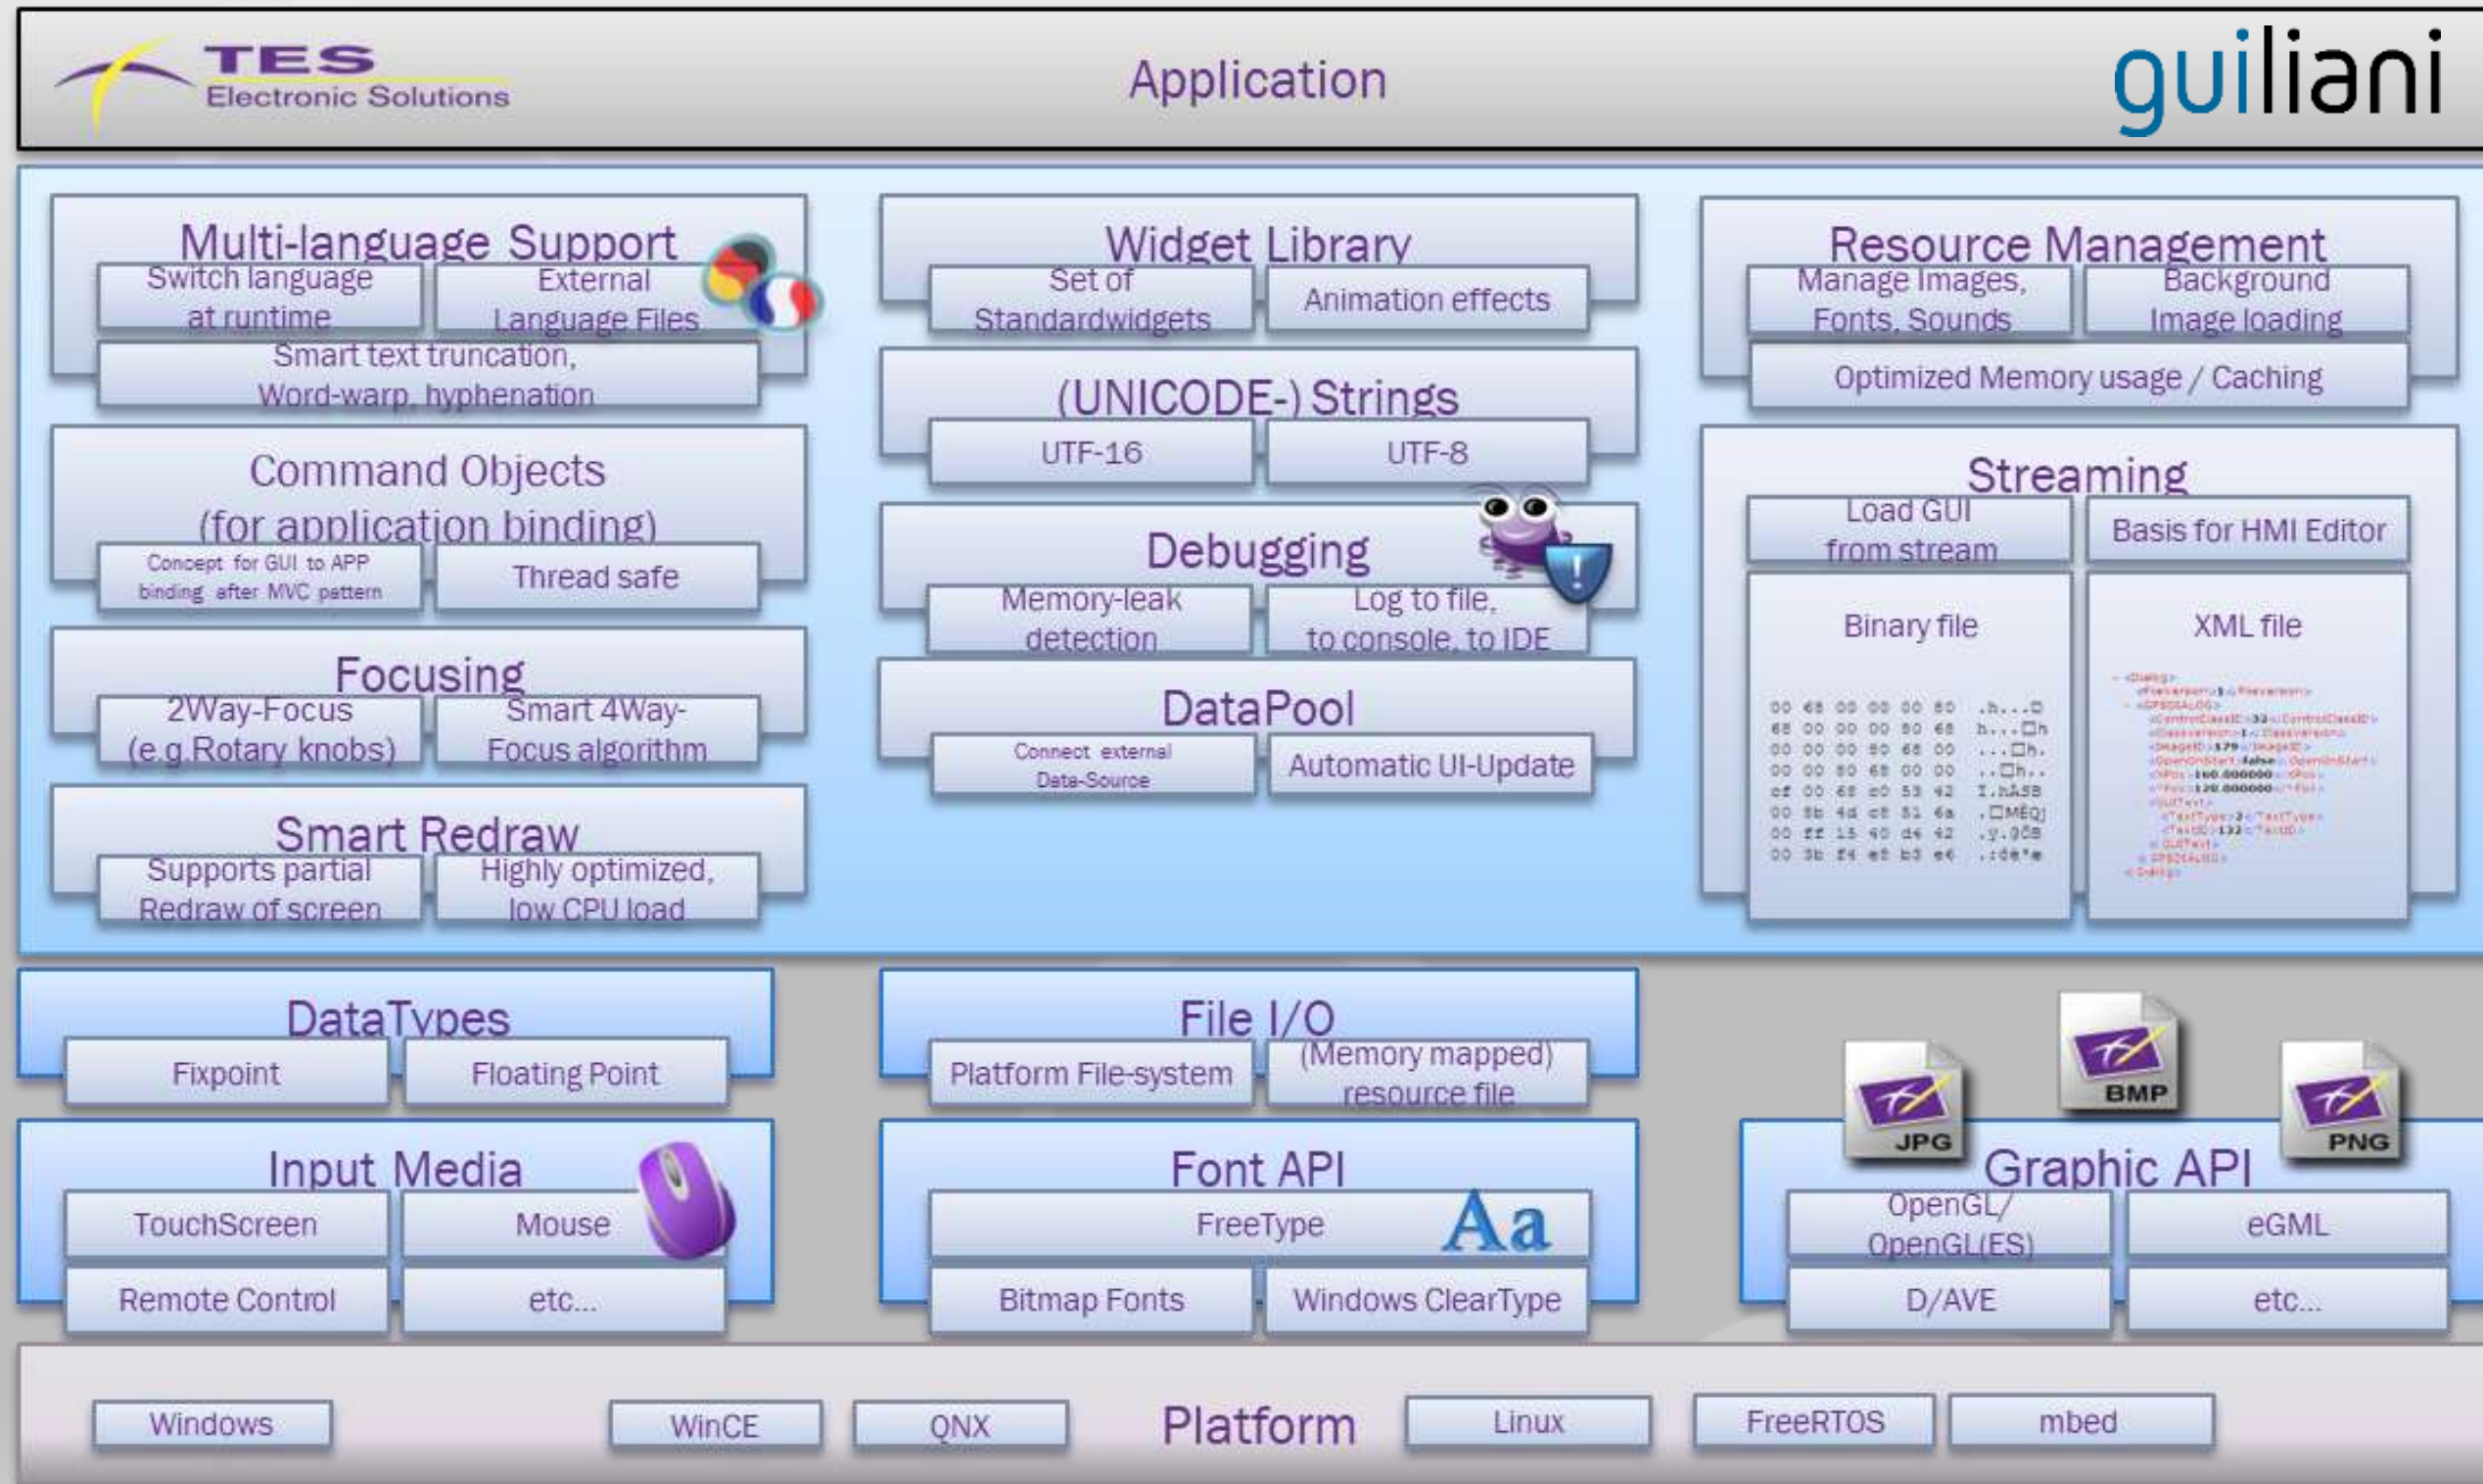 TES
Electronic Solutions
Application
guiliani
Multi-language Support
Switch language
at runtime
External
Language Files
Smart text truncation,
Word-warp, hyphenation
Command Objects
(for application binding)
Concept for GUI to APP
binding after MVC pattern
Thread safe
Focusing
2Way-Focus
(e.g.Rotary knobs)
Smart 4Way-
Focus algorithm
Smart Redraw
Supports partial
Redraw of screen
Highly optimized,
low CPU load
Widget Library
Set of
Standardwidgets
Animation effects
(UNICODE-) Strings
UTF-16
UTF-8
Debugging
Memory-leak
detection
Log to file,
to console, to IDE
DataPool
Connect external
Data-Source
Automatic UI-Update
Resource Management
Manage Images,
Fonts, Sounds
Background
Image loading
Optimized Memory usage / Caching
Streaming
Load GUI
from stream
Basis for HMI Editor
Binary file
XML file
DataTypes
Fixpoint
Floating Point
File I/O
Platform File-system
(Memory mapped)
resource file
JPG
BMP
PNG
Input Media
TouchScreen
Mouse
Remote Control
etc...
Font API
FreeType
Aa
Bitmap Fonts
Windows ClearType
Graphic API
OpenGL/
OpenGL(ES)
eGML
D/AVE
etc...
Platform
Windows
WinCE
QNX
Linux
FreeRTOS
mbed